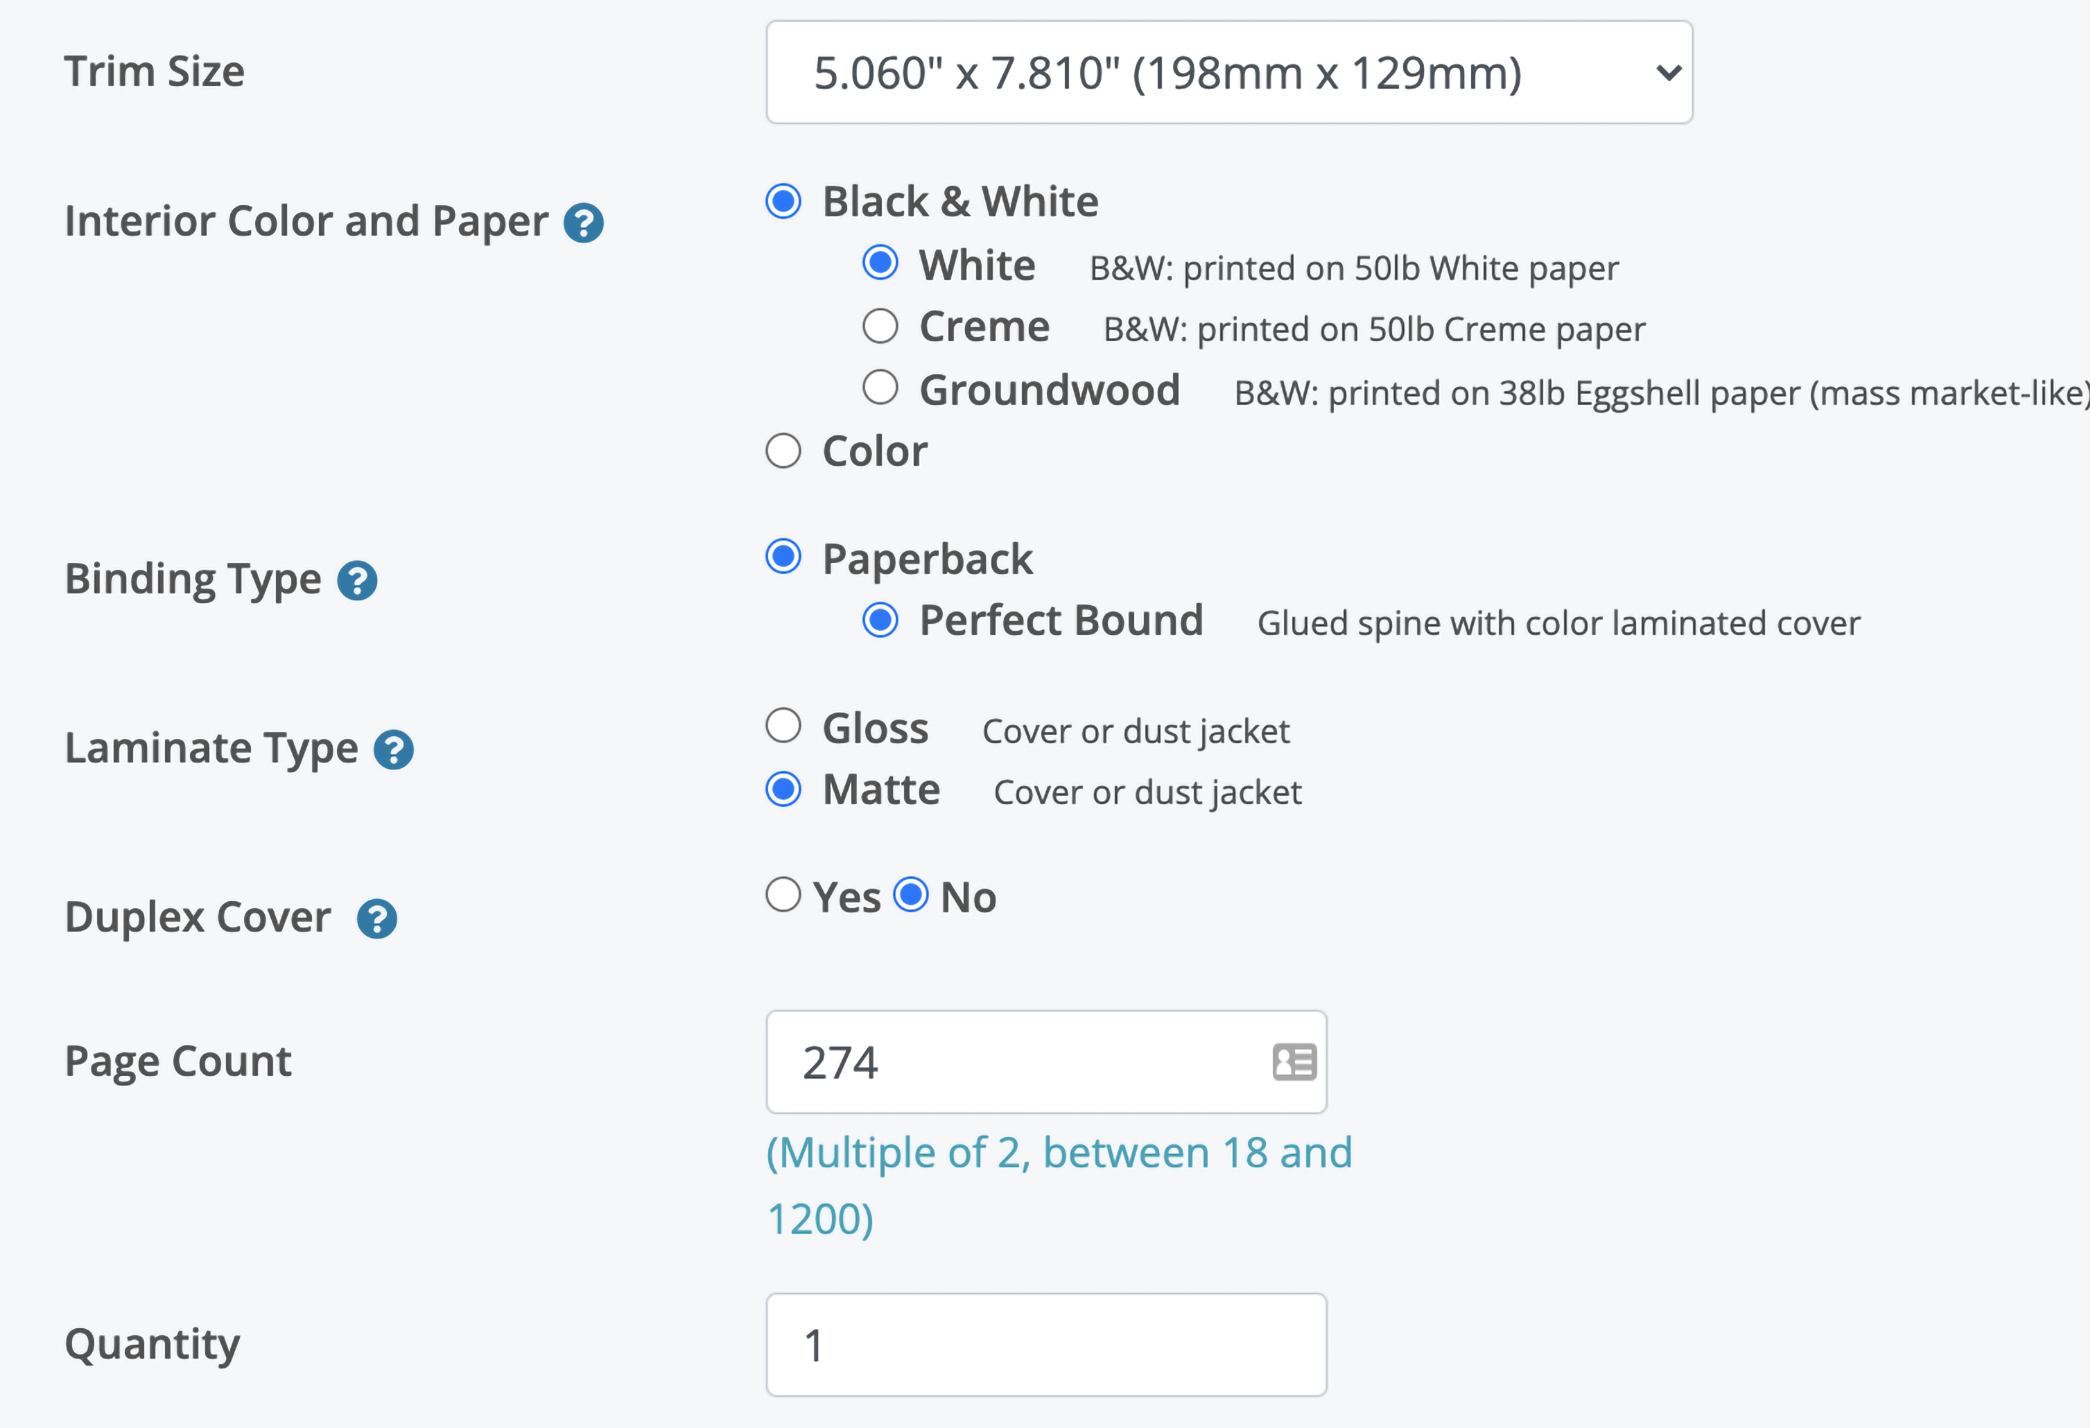 Trim Size
5.060" x 7.810" (198mm x 129mm)
Interior Color and Paper ?
Black & White
White B&W: printed on 50lb White paper
Creme B&W: printed on 50lb Creme paper
Groundwood B&W: printed on 38lb Eggshell paper (mass market-like)
Color
Binding Type ?
Paperback
Perfect Bound Glued spine with color laminated cover
Laminate Type ?
Gloss Cover or dust jacket
Matte Cover or dust jacket
Duplex Cover ?
Yes No
Page Count
274
(Multiple of 2, between 18 and
1200)
Quantity
1